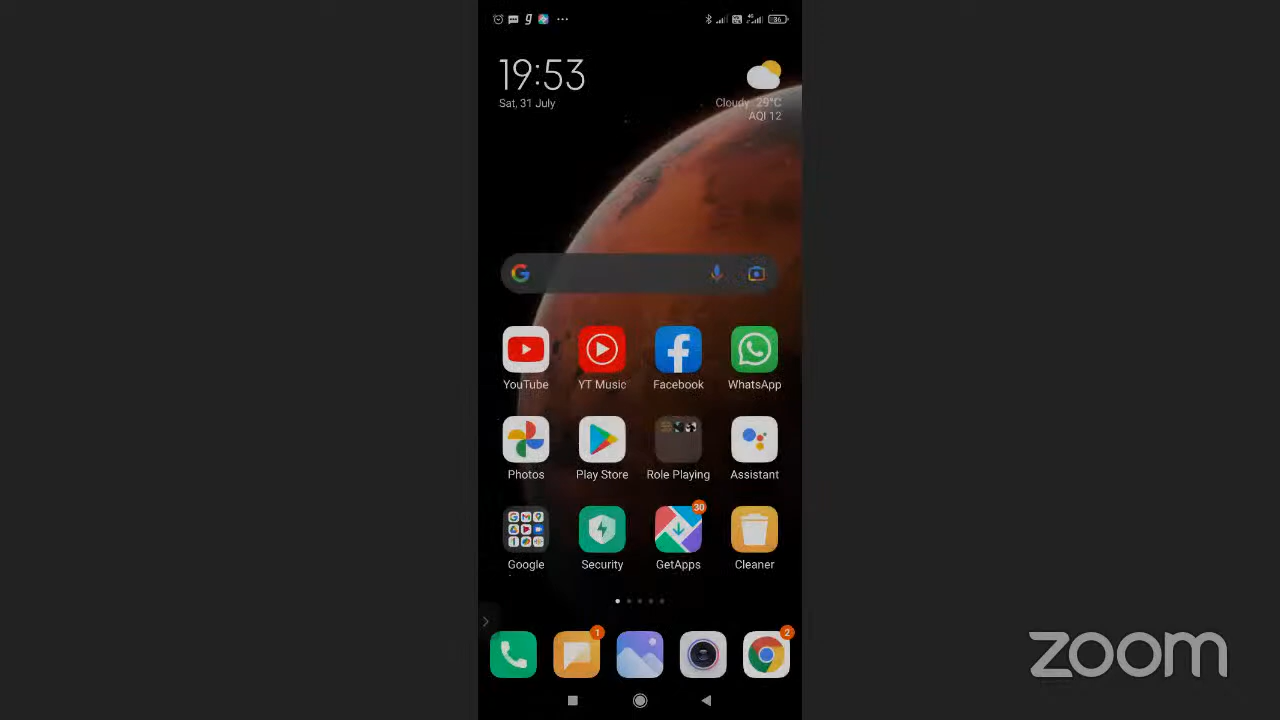 19:53
Sat, 31 July
Cloudy 29°C
AQI 12
YouTube
YT Music
Facebook
WhatsApp
Photos
Play Store
Role Playing
Assistant
30
Google
Security
GetApps
Cleaner
1
2
zoom